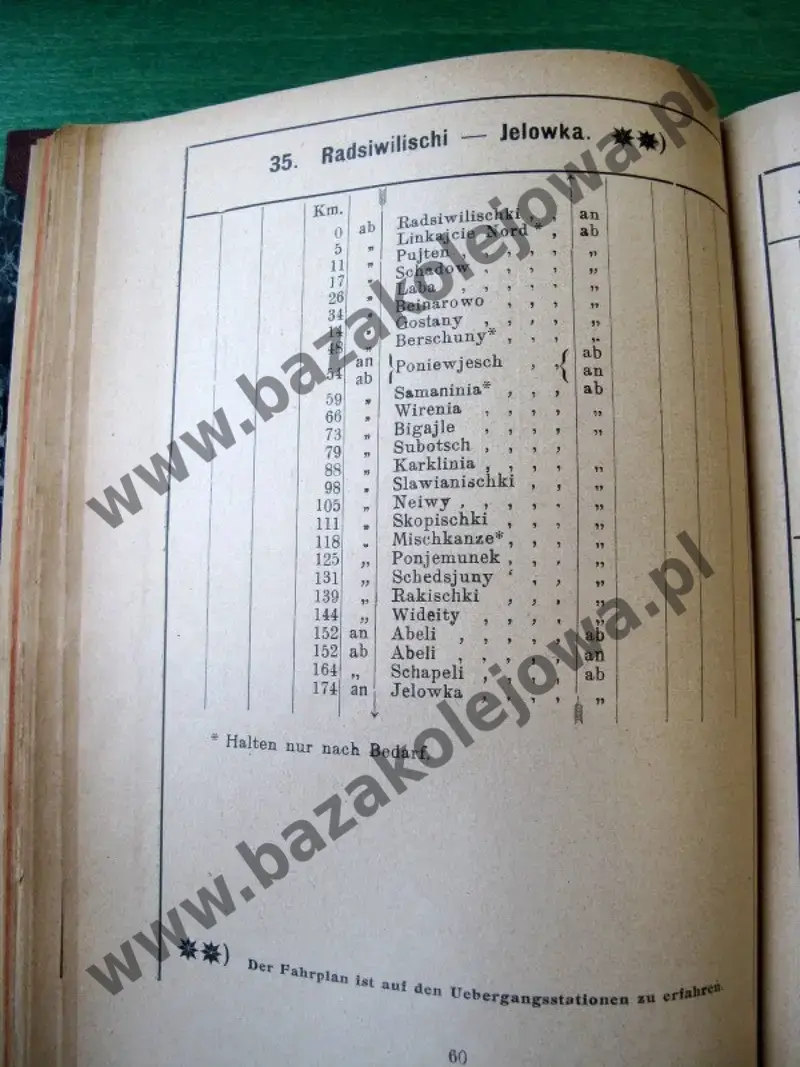 35. Radsiwilischi — Jelowka. **)
Km.
0 ab Radsiwilischki , , an
5 „ Linkajcie Nord * , ab
11 „ Pujten , , , , , „
17 „ Schadow , , , , „
26 „ Laba , , , , , „
34 „ Beinarowo , , , „
44 „ Gostany , , , , „
48 „ Berschuny* , , , „
54 an Poniewjesch , , ab
ab an
59 „ Samaninia* , , , ab
66 „ Wirenia , , , , „
73 „ Bigajle , , , , „
79 „ Subotsch , , , ,
88 „ Karklinia , , , , „
98 „ Slawianischki , , „
105 „ Neiwy , , , , , „
111 „ Skopischki , , , „
118 „ Mischkanze* , , , „
125 „ Ponjemunek , , , „
131 „ Schedsjuny , , , „
139 „ Rakischki , , , „
144 „ Wideity , , , , „
152 an Abeli , , , , , ab
152 ab Abeli , , , , , an
164 „ Schapeli , , , , ab
174 an Jelowka , , , , „
* Halten nur nach Bedarf.
**) Der Fahrplan ist auf den Uebergangsstationen zu erfahren.
60
www.bazakolejowa.pl
www.bazakolejowa.pl